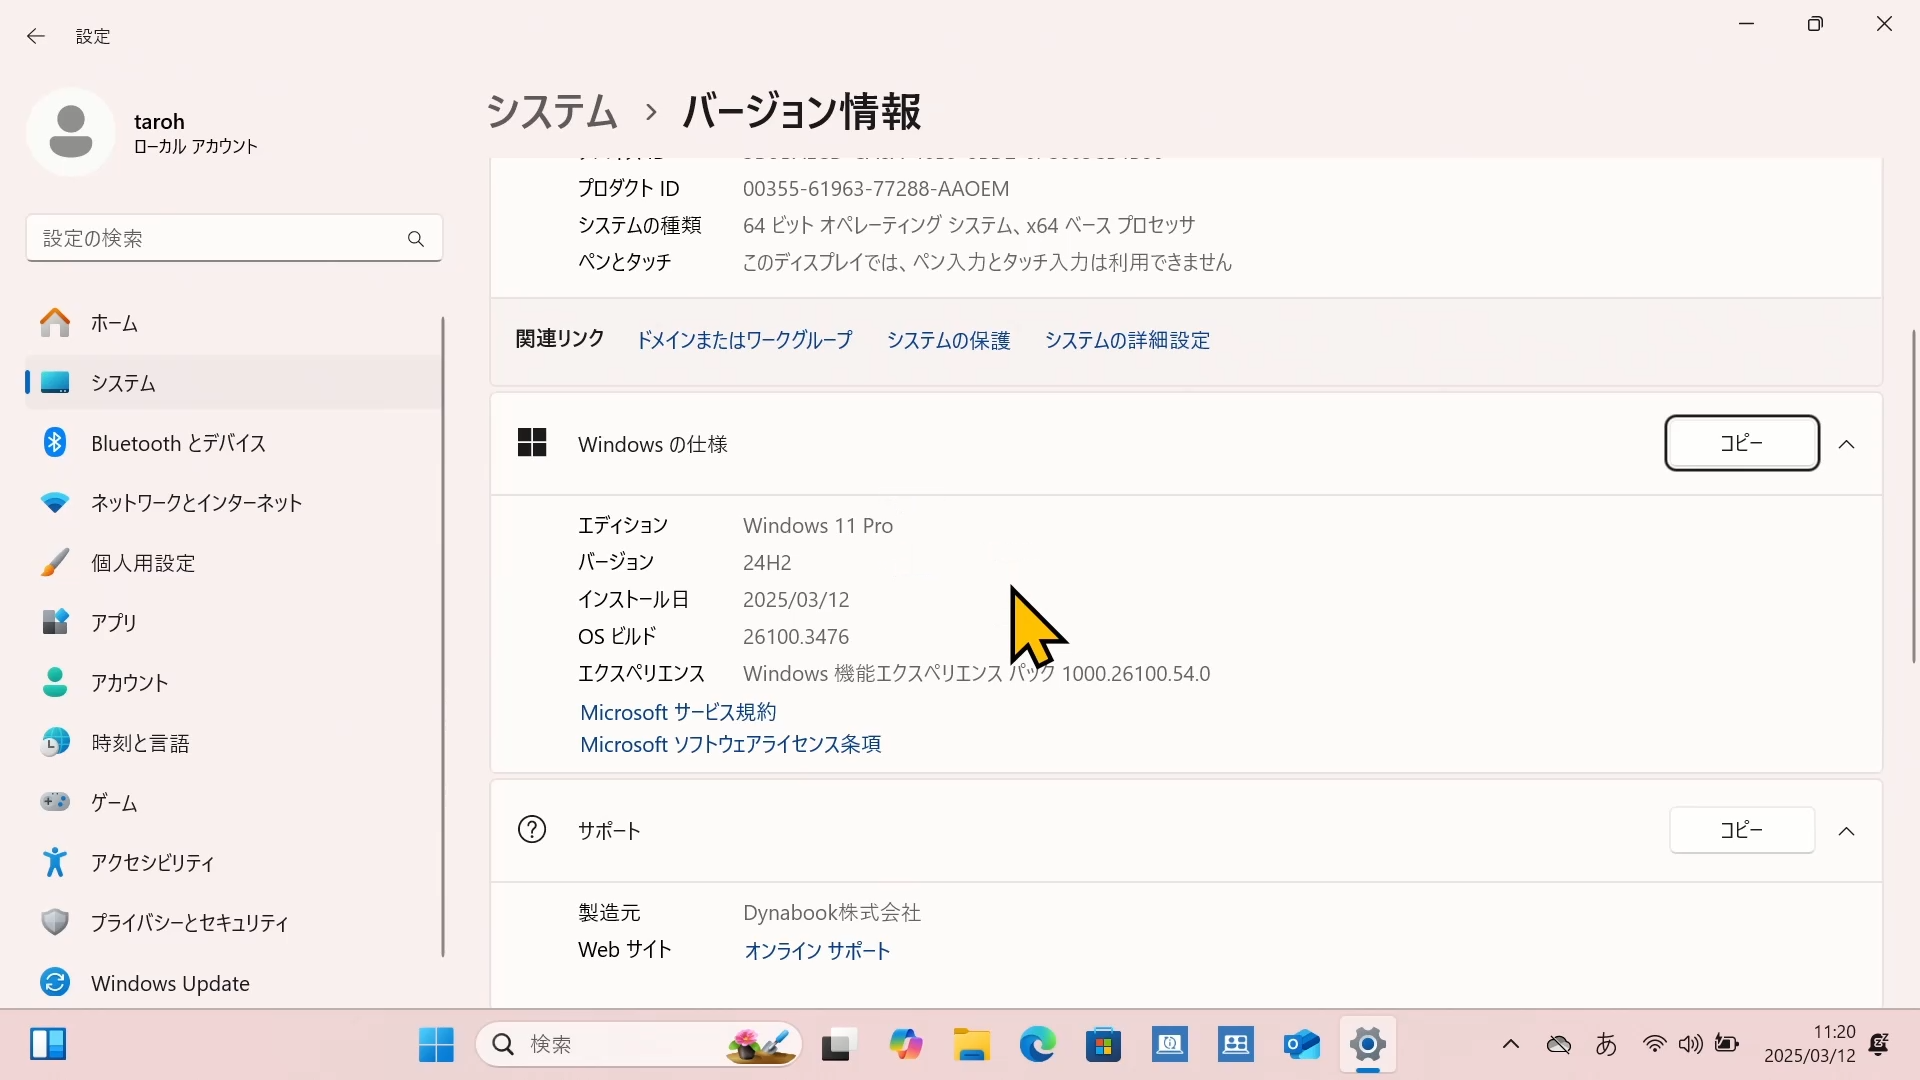 設定
taroh
ローカル アカウント
設定の検索
ホーム
システム
Bluetooth とデバイス
ネットワークとインターネット
個人用設定
アプリ
アカウント
時刻と言語
ゲーム
アクセシビリティ
プライバシーとセキュリティ
Windows Update
システム › バージョン情報
プロダクト ID 00355-61963-77288-AAOEM
システムの種類 64 ビット オペレーティング システム、x64 ベース プロセッサ
ペンとタッチ このディスプレイでは、ペン入力とタッチ入力は利用できません
関連リンク ドメインまたはワークグループ システムの保護 システムの詳細設定
Windows の仕様 コピー
エディション Windows 11 Pro
バージョン 24H2
インストール日 2025/03/12
OS ビルド 26100.3476
エクスペリエンス Windows 機能エクスペリエンス パック 1000.26100.54.0
Microsoft サービス規約
Microsoft ソフトウェアライセンス条項
サポート コピー
製造元 Dynabook株式会社
Web サイト オンライン サポート
検索
あ
11:20
2025/03/12